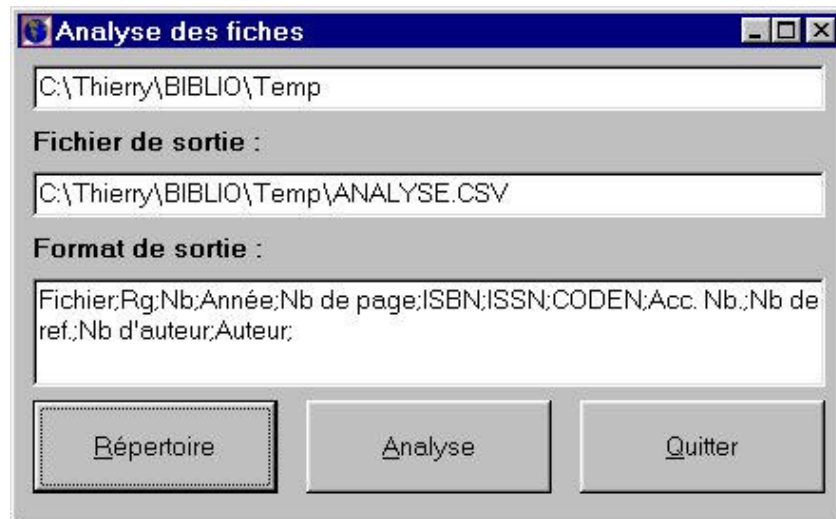 Analyse des fiches
C:\Thierry\BIBLIO\Temp
Fichier de sortie :
C:\Thierry\BIBLIO\Temp\ANALYSE.CSV
Format de sortie :
Fichier;Rg;Nb;Année;Nb de page;ISBN;ISSN;CODEN;Acc. Nb.;Nb de
ref.;Nb d'auteur;Auteur;
Répertoire Analyse Quitter